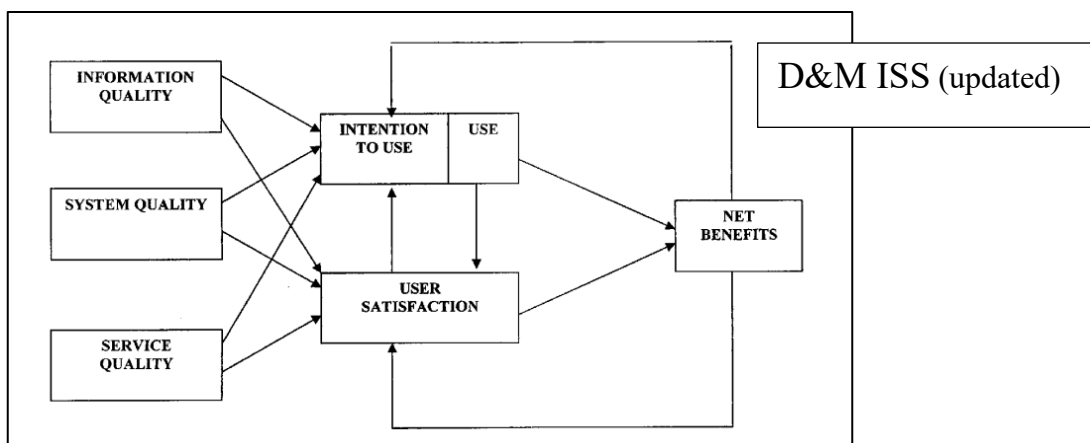 D&M ISS (updated)
INFORMATION
QUALITY
INTENTION
TO USE
USE
SYSTEM QUALITY
NET
BENEFITS
USER
SATISFACTION
SERVICE
QUALITY